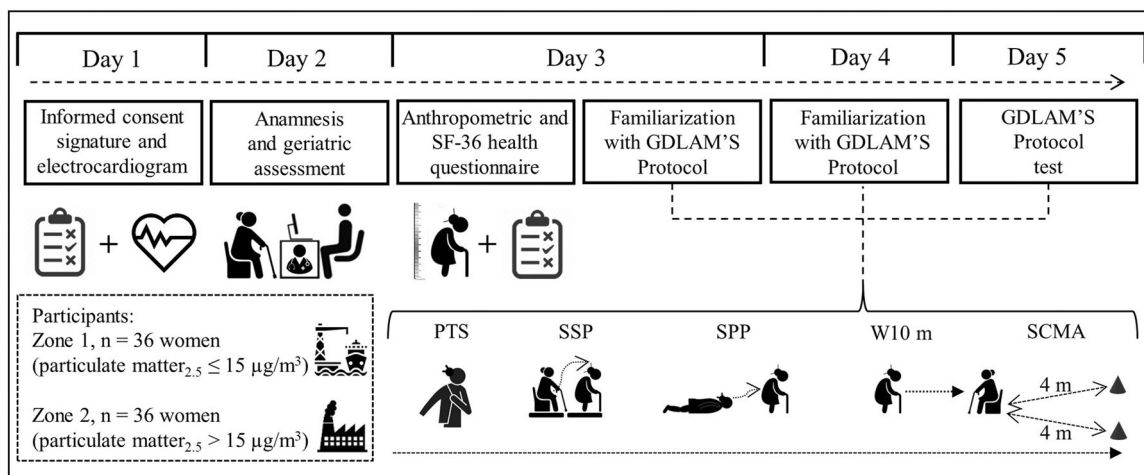 Day 1
Day 2
Day 3
Day 4
Day 5
Informed consent
signature and
electrocardiogram
Anamnesis
and geriatric
assessment
Anthropometric and
SF-36 health
questionnaire
Familiarization
with GDLAM'S
Protocol
Familiarization
with GDLAM'S
Protocol
GDLAM'S
Protocol
test
Participants:
Zone 1, n = 36 women
(particulate matter₂.₅ ≤ 15 µg/m³)
Zone 2, n = 36 women
(particulate matter₂.₅ > 15 µg/m³)
PTS
SSP
SPP
W10 m
SCMA
4 m
4 m